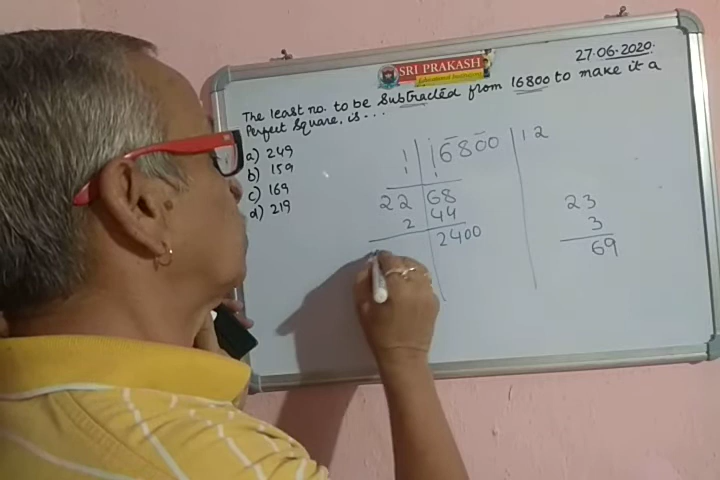 27.06.2020.
SRI PRAKASH
The least no. to be subtracted from 16800 to make it a
Perfect Square, is...
a) 249
b) 159
c) 169
d) 219
1 | 16800 | 12
1 | 1
22 | 68
2 | 44
2400
23
3
69